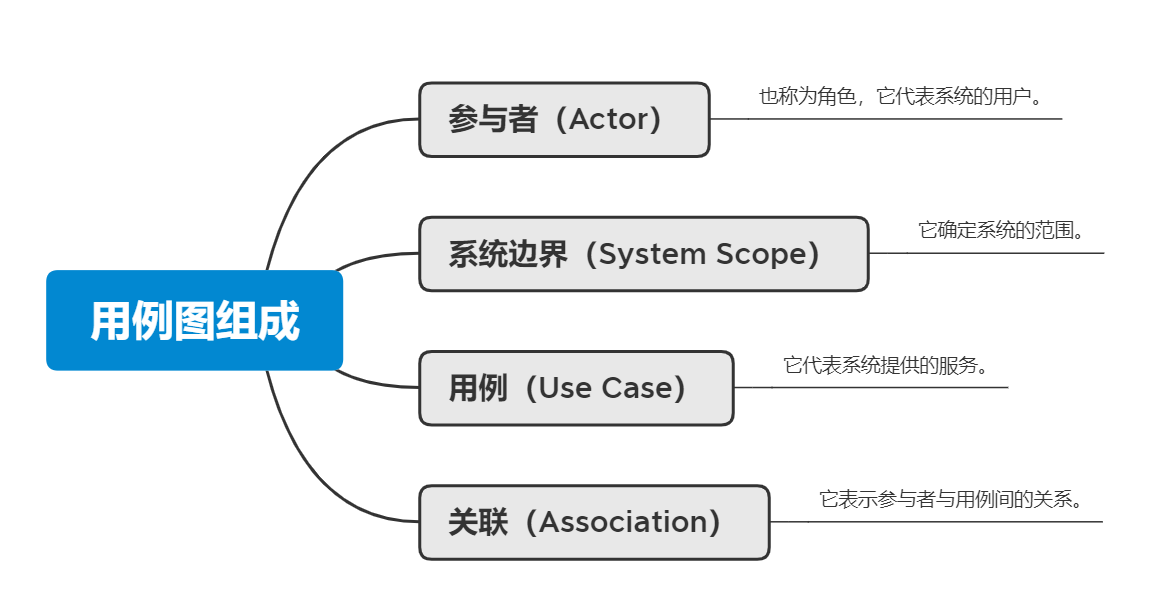 用例图组成
参与者（Actor）
也称为角色，它代表系统的用户。
系统边界（System Scope）
它确定系统的范围。
用例（Use Case）
它代表系统提供的服务。
关联（Association）
它表示参与者与用例间的关系。